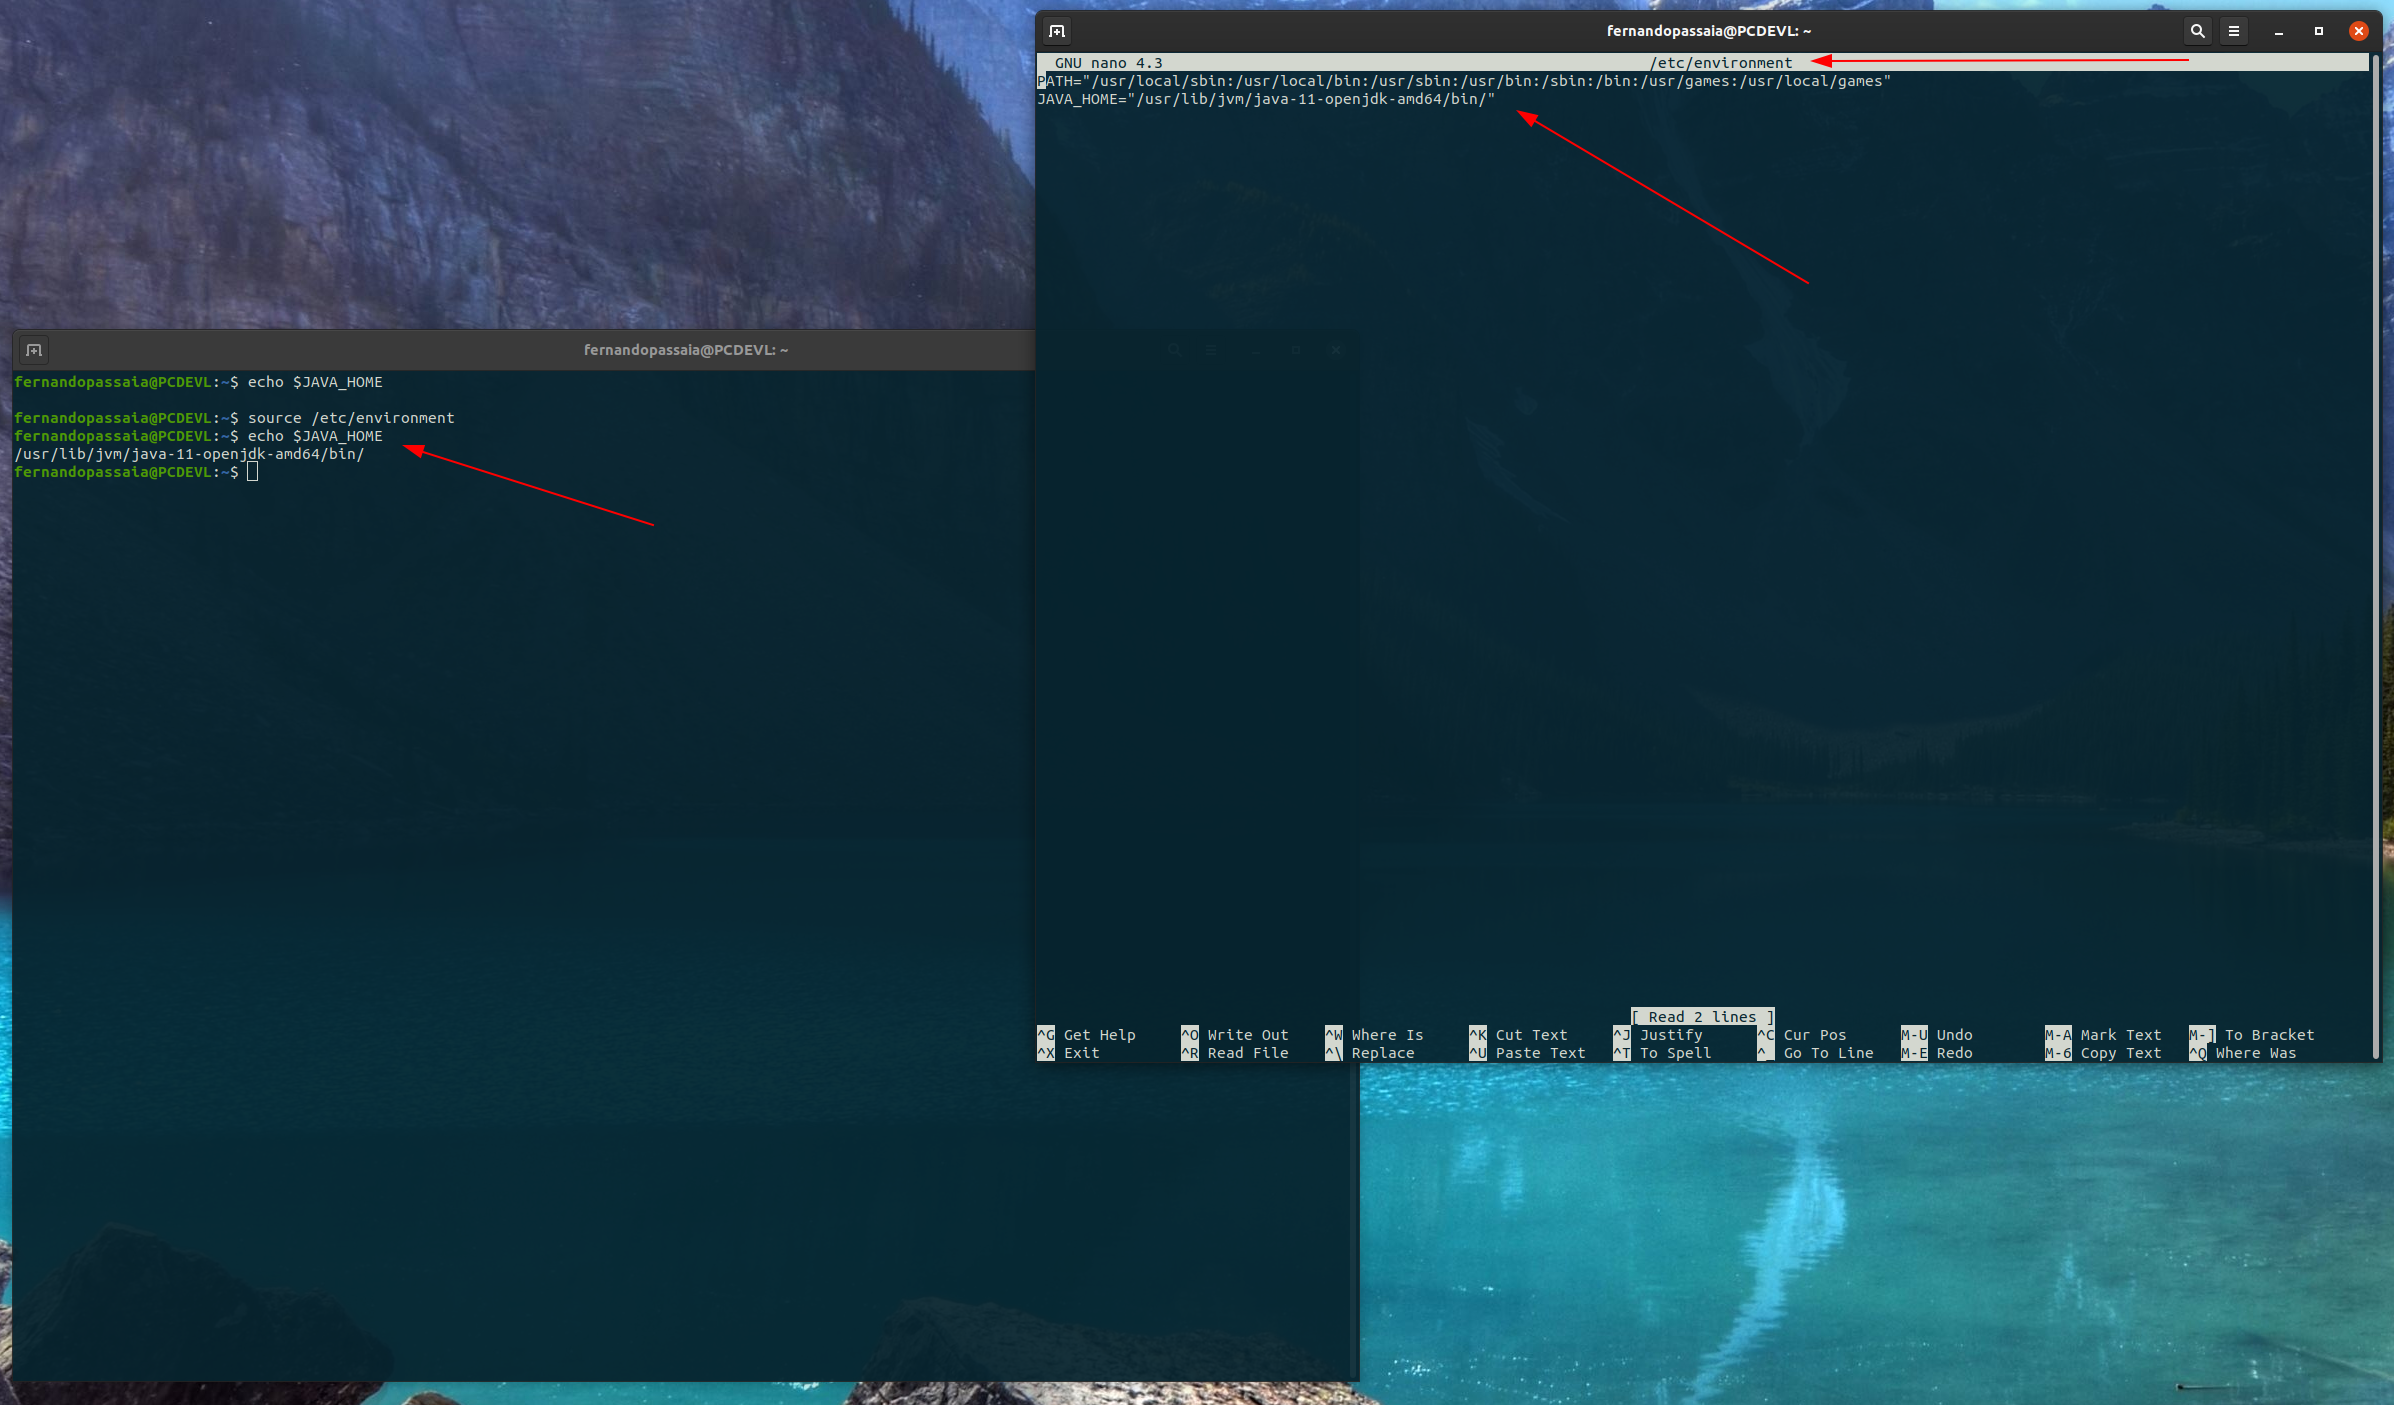 fernandopassaia@PCDEVL: ~
GNU nano 4.3 /etc/environment
PATH="/usr/local/sbin:/usr/local/bin:/usr/sbin:/usr/bin:/sbin:/bin:/usr/games:/usr/local/games"
JAVA_HOME="/usr/lib/jvm/java-11-openjdk-amd64/bin/"
[ Read 2 lines ]
^G Get Help ^O Write Out ^W Where Is ^K Cut Text ^J Justify ^C Cur Pos M-U Undo M-A Mark Text M-] To Bracket
^X Exit ^R Read File ^\ Replace ^U Paste Text ^T To Spell ^_ Go To Line M-E Redo M-6 Copy Text ^Q Where Was
fernandopassaia@PCDEVL: ~
fernandopassaia@PCDEVL:~$ echo $JAVA_HOME
fernandopassaia@PCDEVL:~$ source /etc/environment
fernandopassaia@PCDEVL:~$ echo $JAVA_HOME
/usr/lib/jvm/java-11-openjdk-amd64/bin/
fernandopassaia@PCDEVL:~$